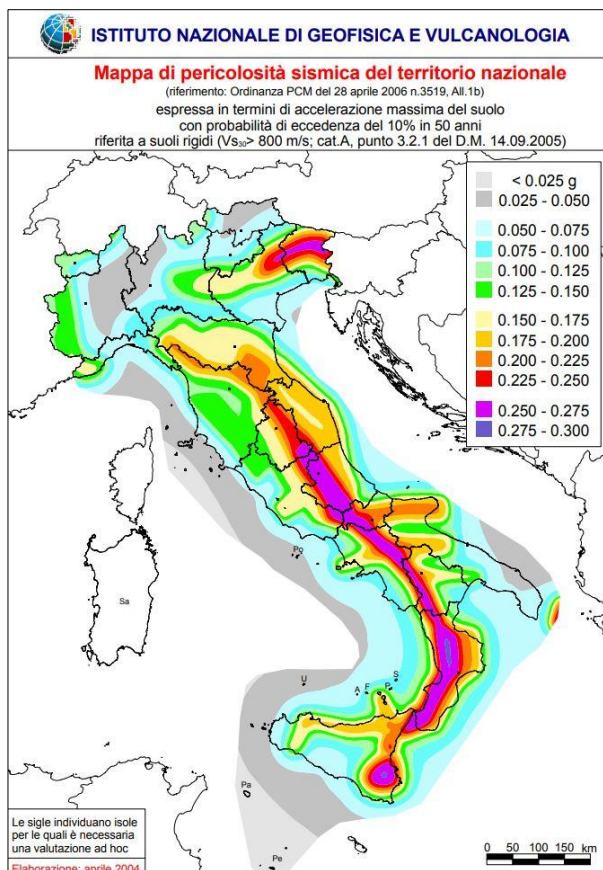 ISTITUTO NAZIONALE DI GEOFISICA E VULCANOLOGIA
Mappa di pericolosità sismica del territorio nazionale
(riferimento: Ordinanza PCM del 28 aprile 2006 n.3519, All.1b)
espressa in termini di accelerazione massima del suolo
con probabilità di eccedenza del 10% in 50 anni
riferita a suoli rigidi (Vs30> 800 m/s; cat.A, punto 3.2.1 del D.M. 14.09.2005)
< 0.025 g
0.025 - 0.050
0.050 - 0.075
0.075 - 0.100
0.100 - 0.125
0.125 - 0.150
0.150 - 0.175
0.175 - 0.200
0.200 - 0.225
0.225 - 0.250
0.250 - 0.275
0.275 - 0.300
Po
Sa
U
A
F
P
S
Pa
Pe
Le sigle individuano isole
per le quali è necessaria
una valutazione ad hoc
Elaborazione: aprile 2004
0 50 100 150 km